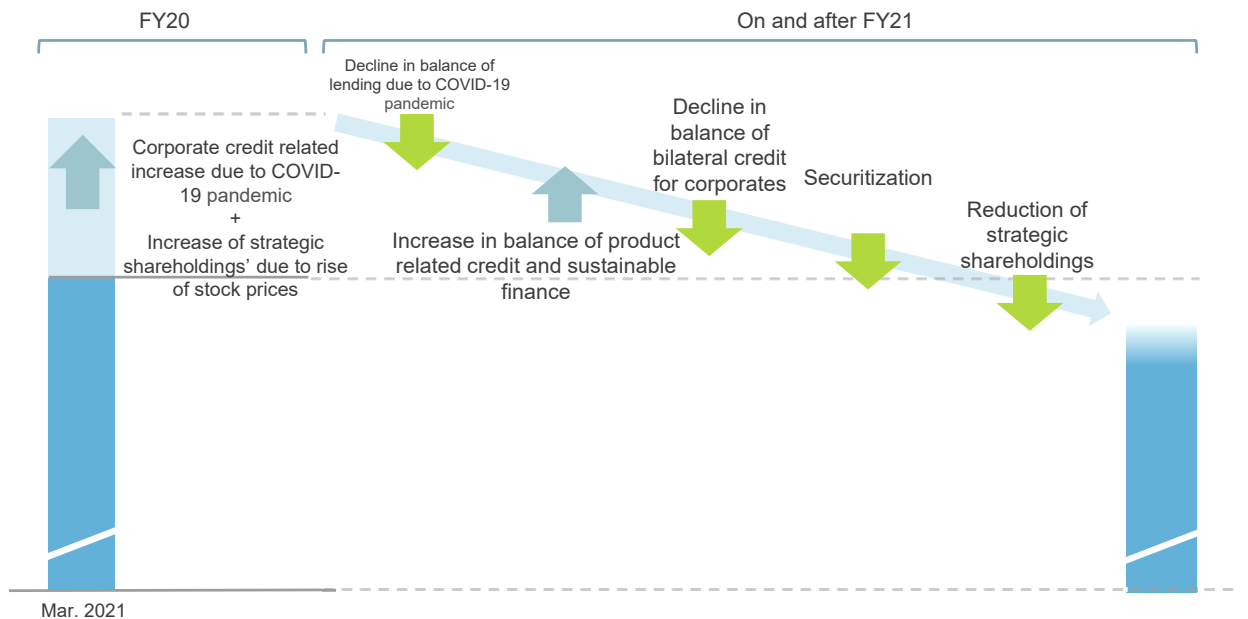 FY20
On and after FY21
Decline in balance of
lending due to COVID-19
pandemic
Corporate credit related
increase due to COVID-
19 pandemic
+
Increase of strategic
shareholdings’ due to rise
of stock prices
Increase in balance of product
related credit and sustainable
finance
Decline in
balance of
bilateral credit
for corporates
Securitization
Reduction of
strategic
shareholdings
Mar. 2021